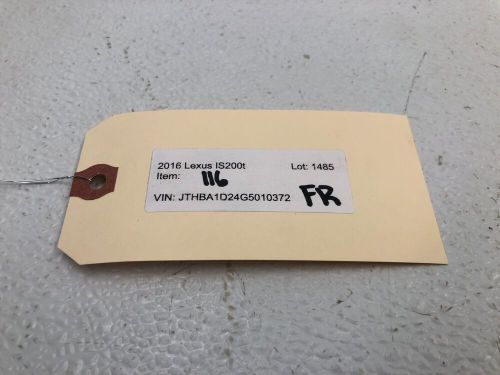 2016 Lexus IS200t Lot: 1485
Item: 116
VIN: JTHBA1D24G5010372 FR